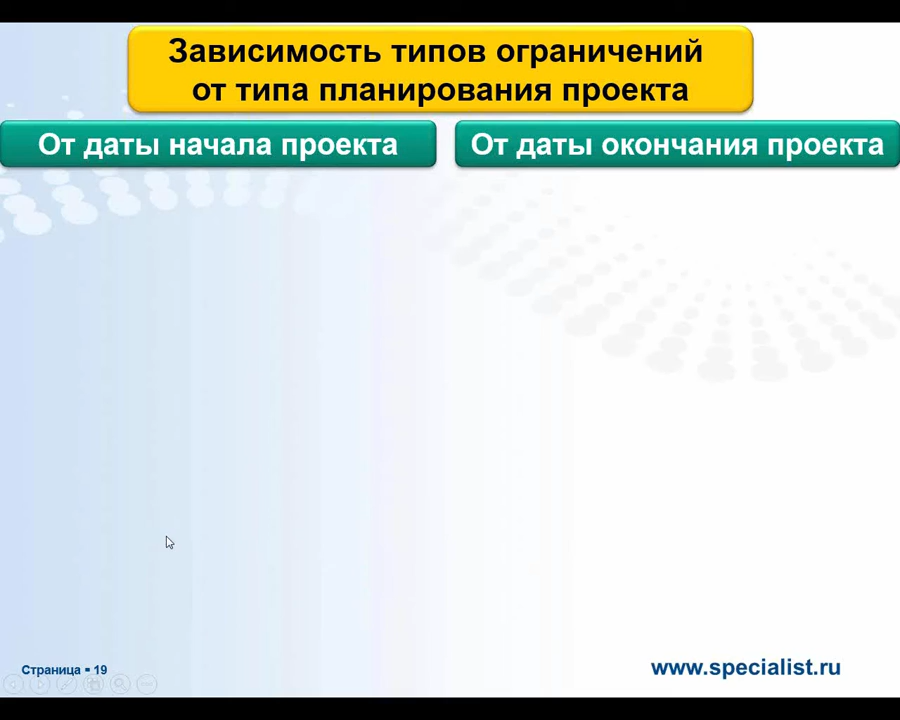 Зависимость типов ограничений
от типа планирования проекта
От даты начала проекта
От даты окончания проекта
Страница ▪ 19
www.specialist.ru